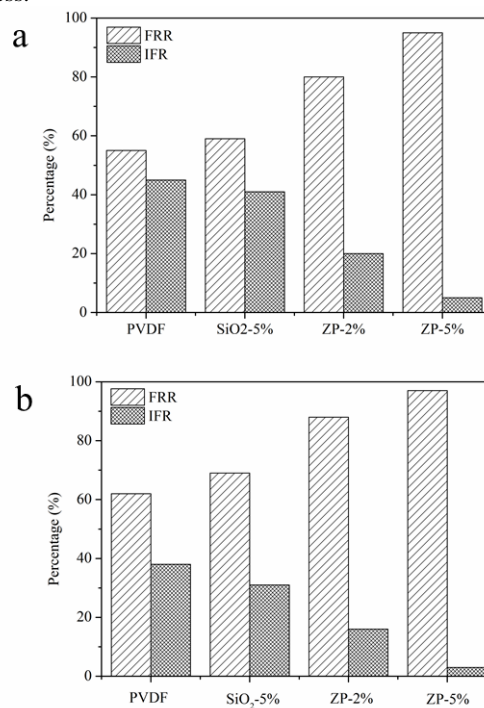 a
100
80
60
40
20
0
Percentage (%)
FRR
IFR
PVDF SiO2-5% ZP-2% ZP-5%
b
100
80
60
40
20
0
Percentage (%)
FRR
IFR
PVDF SiO₂-5% ZP-2% ZP-5%